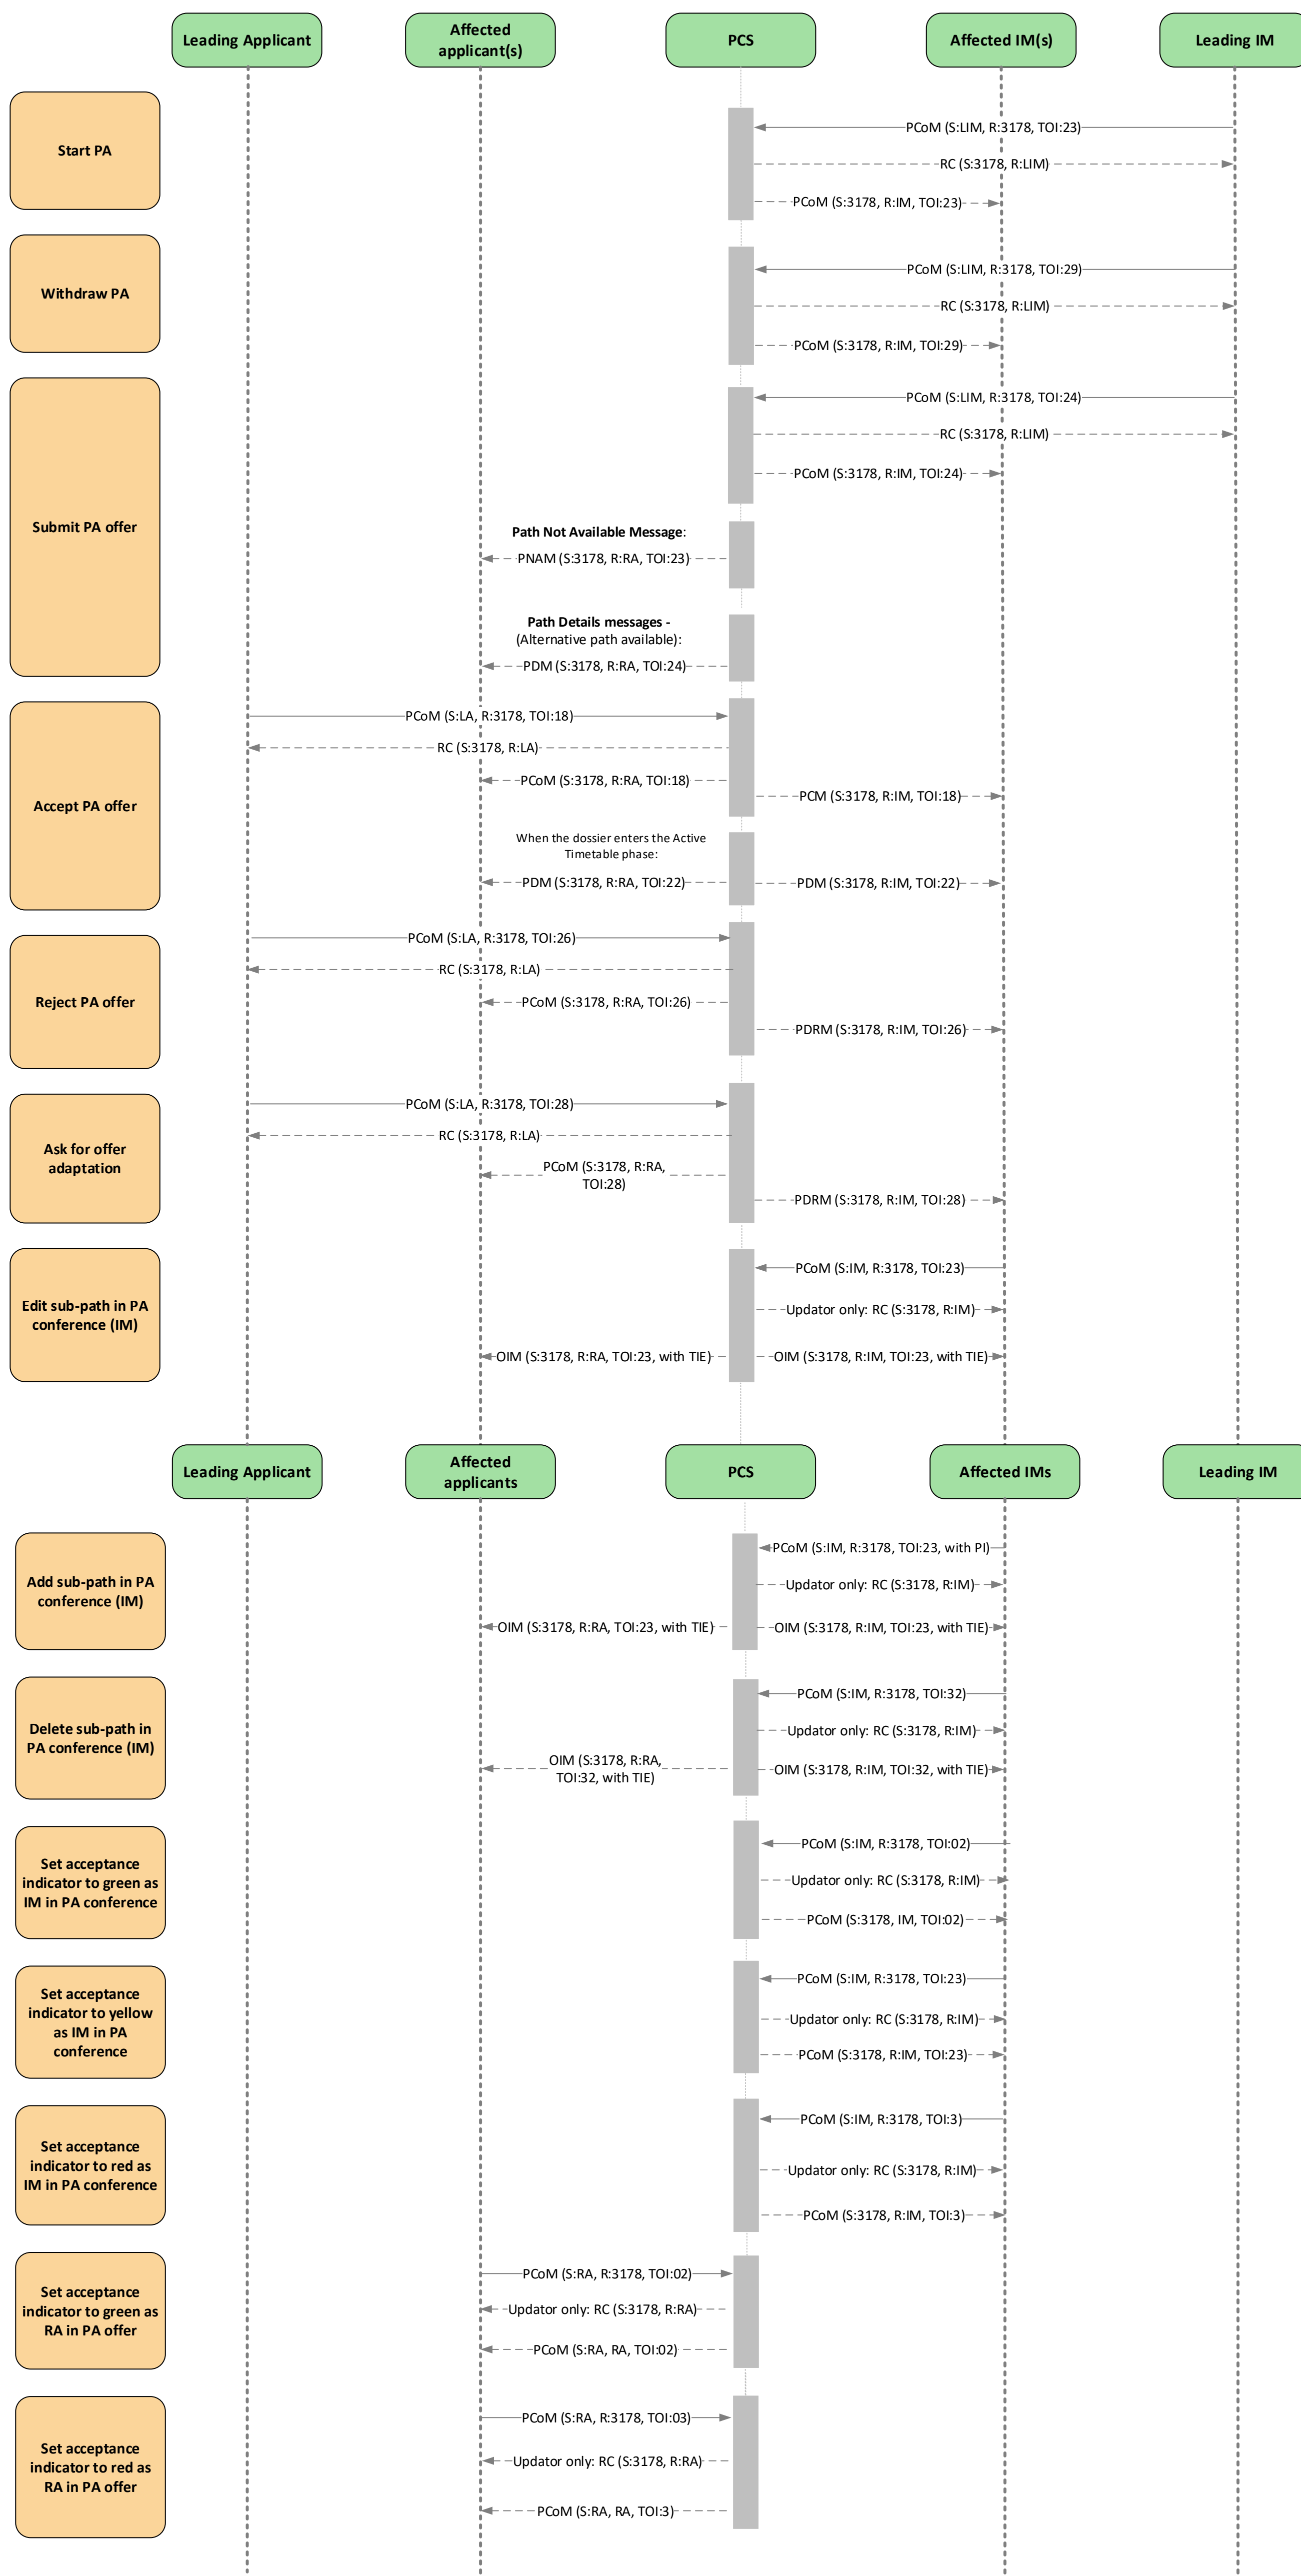 Leading Applicant
Affected
applicant(s)
PCS
Affected IM(s)
Leading IM
Start PA
PCoM (S:LIM, R:3178, TOI:23)
RC (S:3178, R:LIM)
PCoM (S:3178, R:IM, TOI:23)
Withdraw PA
PCoM (S:LIM, R:3178, TOI:29)
RC (S:3178, R:LIM)
PCoM (S:3178, R:IM, TOI:29)
Submit PA offer
PCoM (S:LIM, R:3178, TOI:24)
RC (S:3178, R:LIM)
PCoM (S:3178, R:IM, TOI:24)
Path Not Available Message:
PNAM (S:3178, R:RA, TOI:23)
Path Details messages -
(Alternative path available):
PDM (S:3178, R:RA, TOI:24)
Accept PA offer
PCoM (S:LA, R:3178, TOI:18)
RC (S:3178, R:LA)
PCoM (S:3178, R:RA, TOI:18)
PCM (S:3178, R:IM, TOI:18)
When the dossier enters the Active
Timetable phase:
PDM (S:3178, R:RA, TOI:22)
PDM (S:3178, R:IM, TOI:22)
Reject PA offer
PCoM (S:LA, R:3178, TOI:26)
RC (S:3178, R:LA)
PCoM (S:3178, R:RA, TOI:26)
PDRM (S:3178, R:IM, TOI:26)
Ask for offer
adaptation
PCoM (S:LA, R:3178, TOI:28)
RC (S:3178, R:LA)
PCoM (S:3178, R:RA,
TOI:28)
PDRM (S:3178, R:IM, TOI:28)
Edit sub-path in PA
conference (IM)
PCoM (S:IM, R:3178, TOI:23)
Updator only: RC (S:3178, R:IM)
OIM (S:3178, R:RA, TOI:23, with TIE)
OIM (S:3178, R:IM, TOI:23, with TIE)
Leading Applicant
Affected
applicants
PCS
Affected IMs
Leading IM
Add sub-path in PA
conference (IM)
PCoM (S:IM, R:3178, TOI:23, with PI)
Updator only: RC (S:3178, R:IM)
OIM (S:3178, R:RA, TOI:23, with TIE)
OIM (S:3178, R:IM, TOI:23, with TIE)
Delete sub-path in
PA conference (IM)
PCoM (S:IM, R:3178, TOI:32)
Updator only: RC (S:3178, R:IM)
OIM (S:3178, R:RA,
TOI:32, with TIE)
OIM (S:3178, R:IM, TOI:32, with TIE)
Set acceptance
indicator to green as
IM in PA conference
PCoM (S:IM, R:3178, TOI:02)
Updator only: RC (S:3178, R:IM)
PCoM (S:3178, IM, TOI:02)
Set acceptance
indicator to yellow
as IM in PA
conference
PCoM (S:IM, R:3178, TOI:23)
Updator only: RC (S:3178, R:IM)
PCoM (S:3178, R:IM, TOI:23)
Set acceptance
indicator to red as
IM in PA conference
PCoM (S:IM, R:3178, TOI:3)
Updator only: RC (S:3178, R:IM)
PCoM (S:3178, R:IM, TOI:3)
Set acceptance
indicator to green as
RA in PA offer
PCoM (S:RA, R:3178, TOI:02)
Updator only: RC (S:3178, R:RA)
PCoM (S:RA, RA, TOI:02)
Set acceptance
indicator to red as
RA in PA offer
PCoM (S:RA, R:3178, TOI:03)
Updator only: RC (S:3178, R:RA)
PCoM (S:RA, RA, TOI:3)